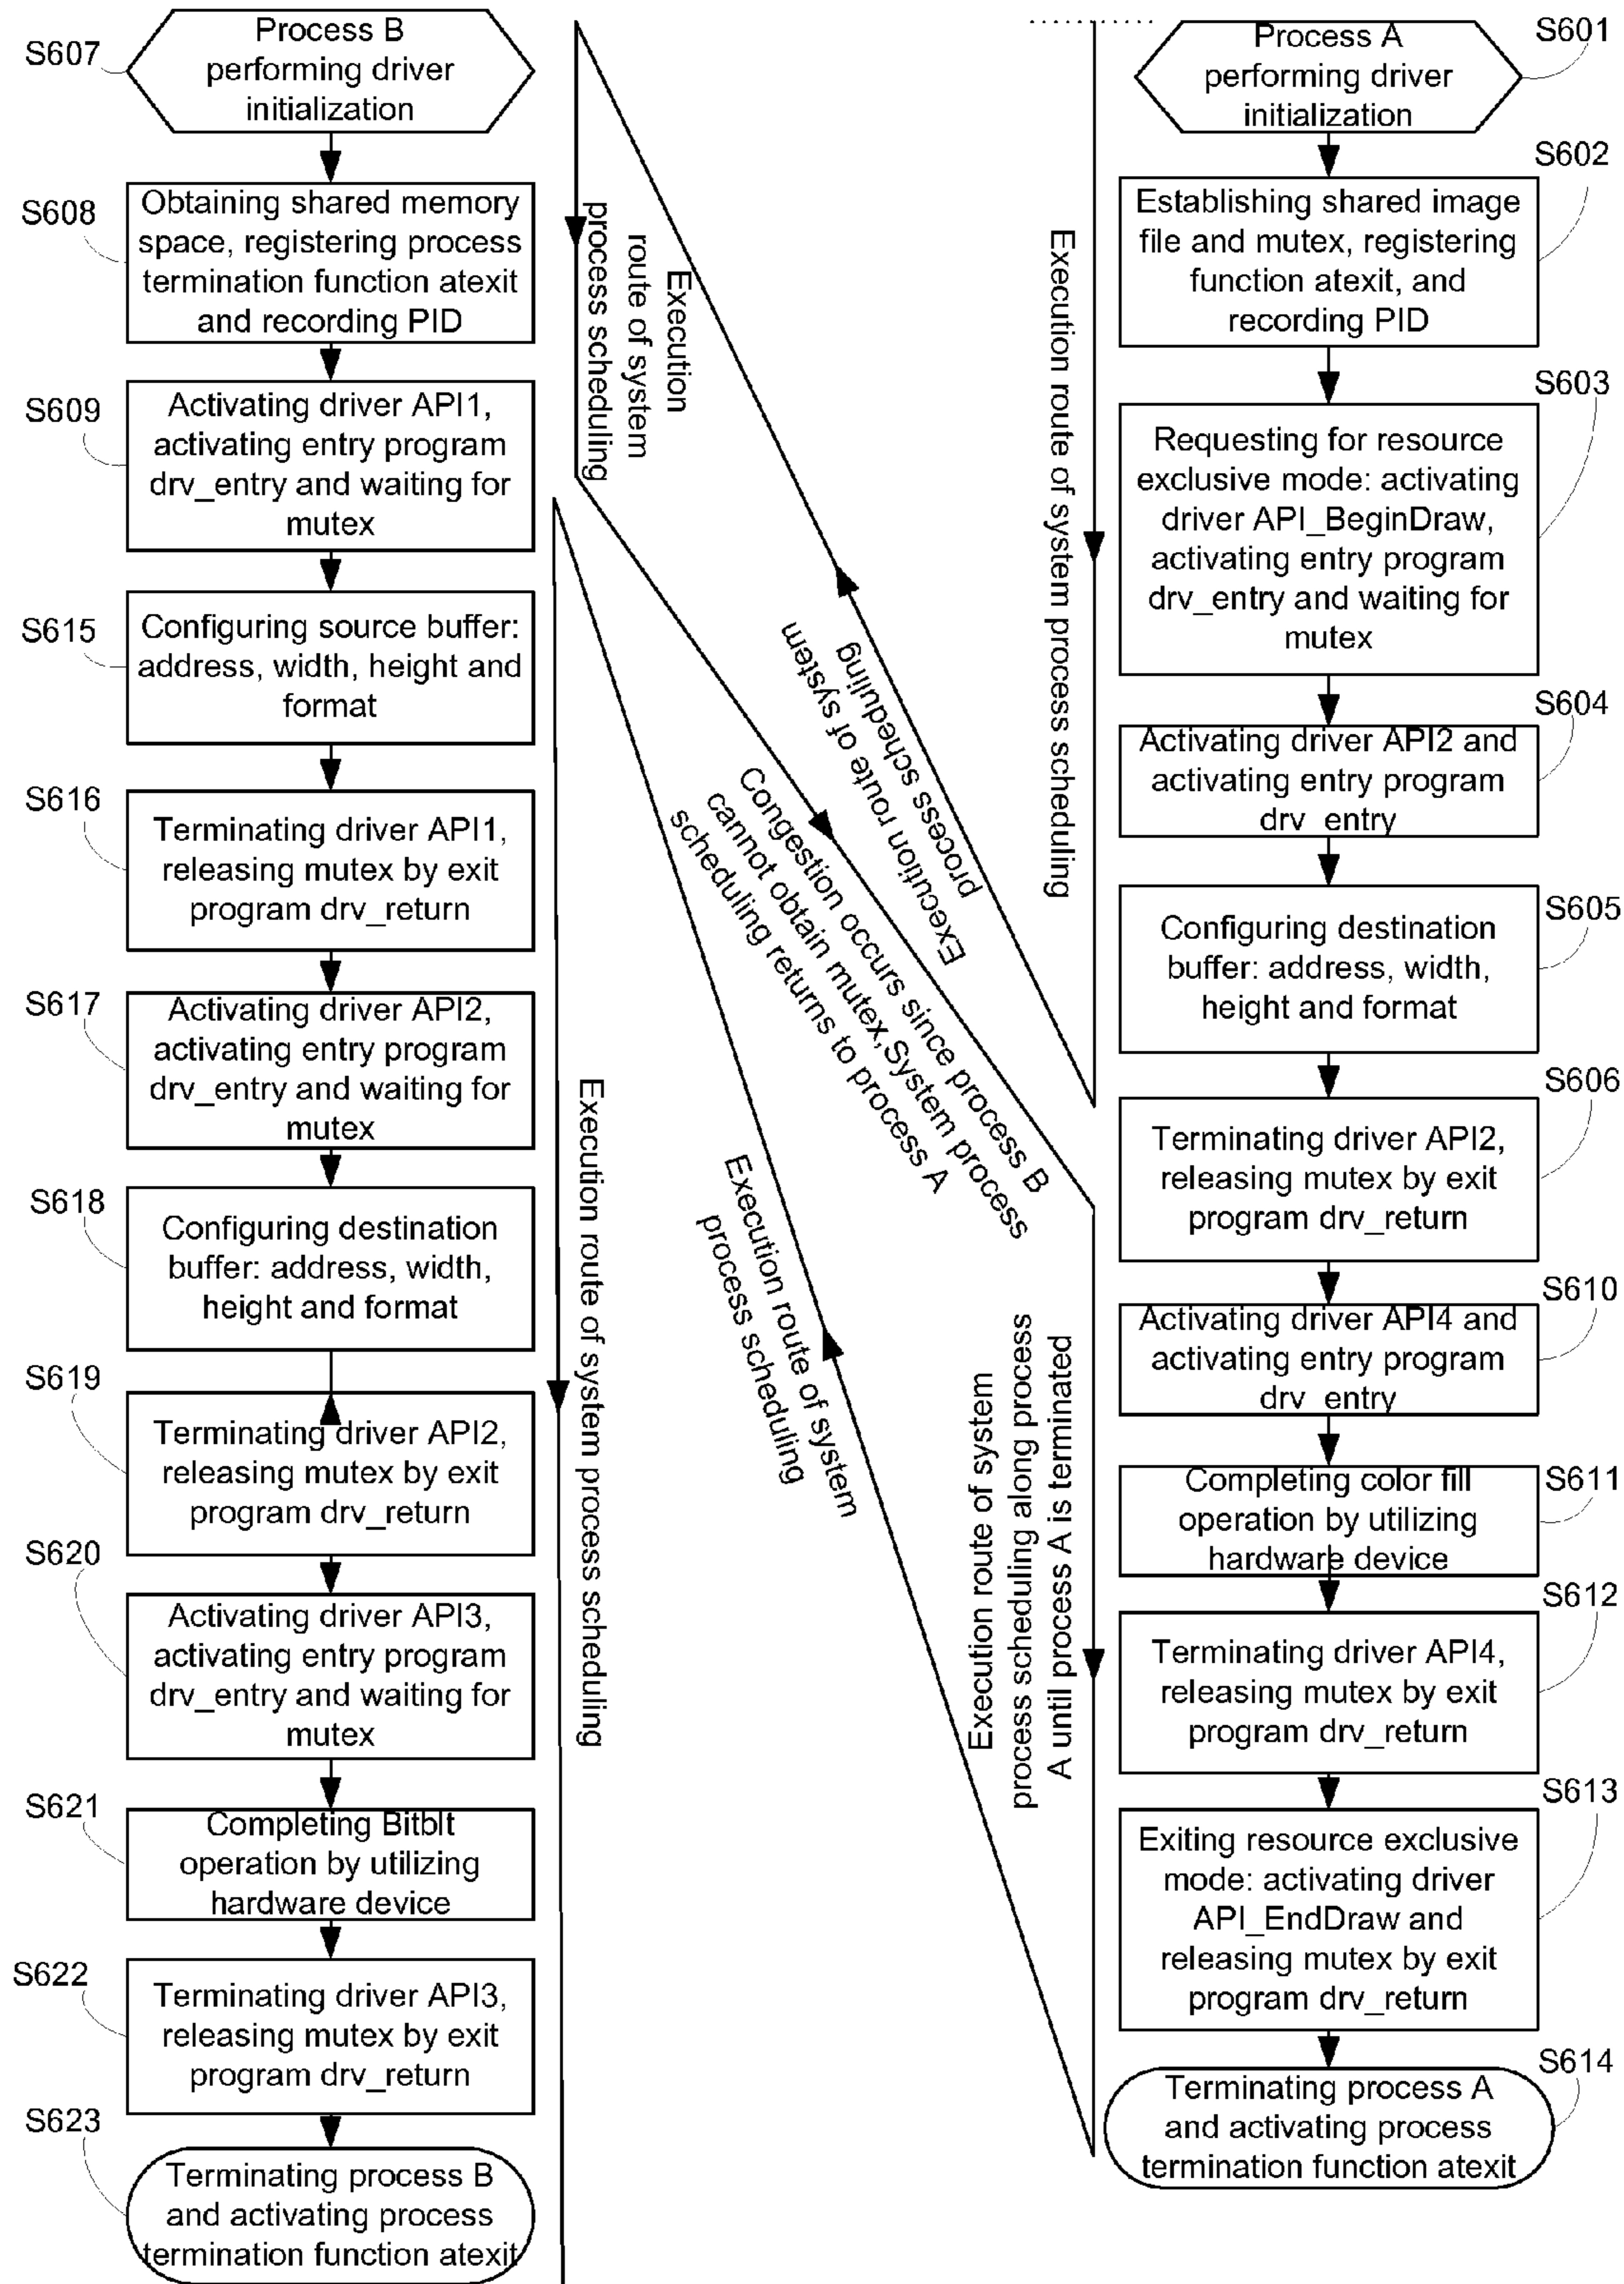 S607
Process B
performing driver
initialization
S608
Obtaining shared memory
space, registering process
termination function atexit
and recording PID
S609
Activating driver API1,
activating entry program
drv_entry and waiting for
mutex
S615
Configuring source buffer:
address, width, height and
format
S616
Terminating driver API1,
releasing mutex by exit
program drv_return
S617
Activating driver API2,
activating entry program
drv_entry and waiting for
mutex
S618
Configuring destination
buffer: address, width,
height and format
S619
Terminating driver API2,
releasing mutex by exit
program drv_return
S620
Activating driver API3,
activating entry program
drv_entry and waiting for
mutex
S621
Completing Bitblt
operation by utilizing
hardware device
S622
Terminating driver API3,
releasing mutex by exit
program drv_return
S623
Terminating process B
and activating process
termination function atexit
Execution
route of system
process scheduling
Execution route of system
process scheduling
Congestion occurs since process B
cannot obtain mutex,System process
scheduling returns to process A
Execution route of system
process scheduling
Execution route of system process scheduling
Execution route of system process scheduling
Execution route of system
process scheduling along process
A until process A is terminated
S601
Process A
performing driver
initialization
S602
Establishing shared image
file and mutex, registering
function atexit, and
recording PID
S603
Requesting for resource
exclusive mode: activating
driver API_BeginDraw,
activating entry program
drv_entry and waiting for
mutex
S604
Activating driver API2 and
activating entry program
drv_entry
S605
Configuring destination
buffer: address, width,
height and format
S606
Terminating driver API2,
releasing mutex by exit
program drv_return
S610
Activating driver API4 and
activating entry program
drv_entry
S611
Completing color fill
operation by utilizing
hardware device
S612
Terminating driver API4,
releasing mutex by exit
program drv_return
S613
Exiting resource exclusive
mode: activating driver
API_EndDraw and
releasing mutex by exit
program drv_return
S614
Terminating process A
and activating process
termination function atexit